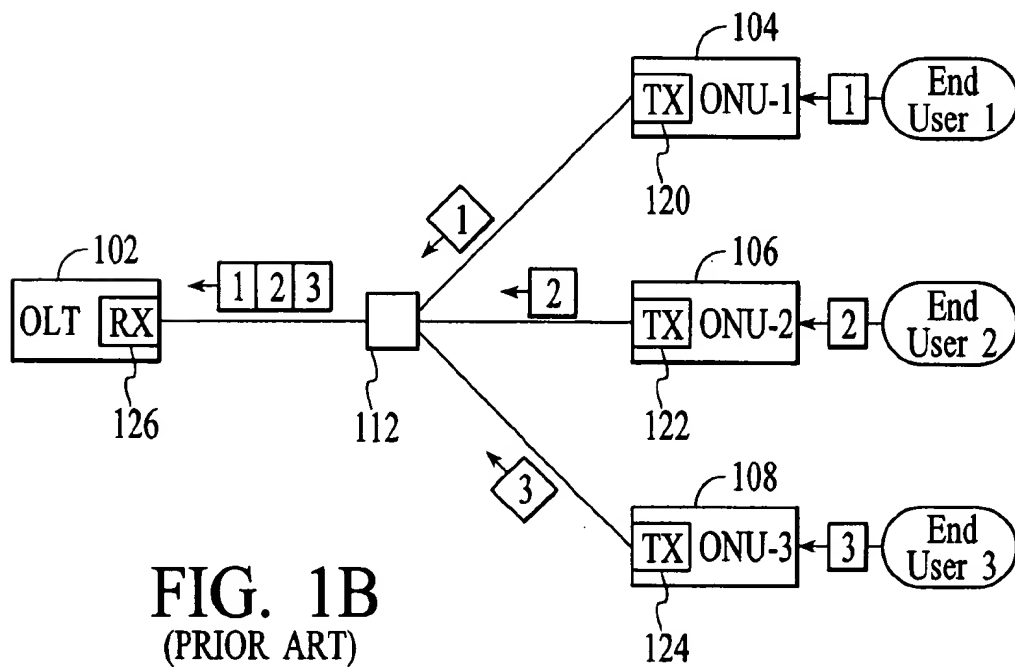 104
TX ONU-1
1
End
User 1
120
1
102
106
1 2 3
2
OLT RX
TX ONU-2
2
End
User 2
126
112
122
108
3
TX ONU-3
3
End
User 3
124
FIG. 1B
(PRIOR ART)